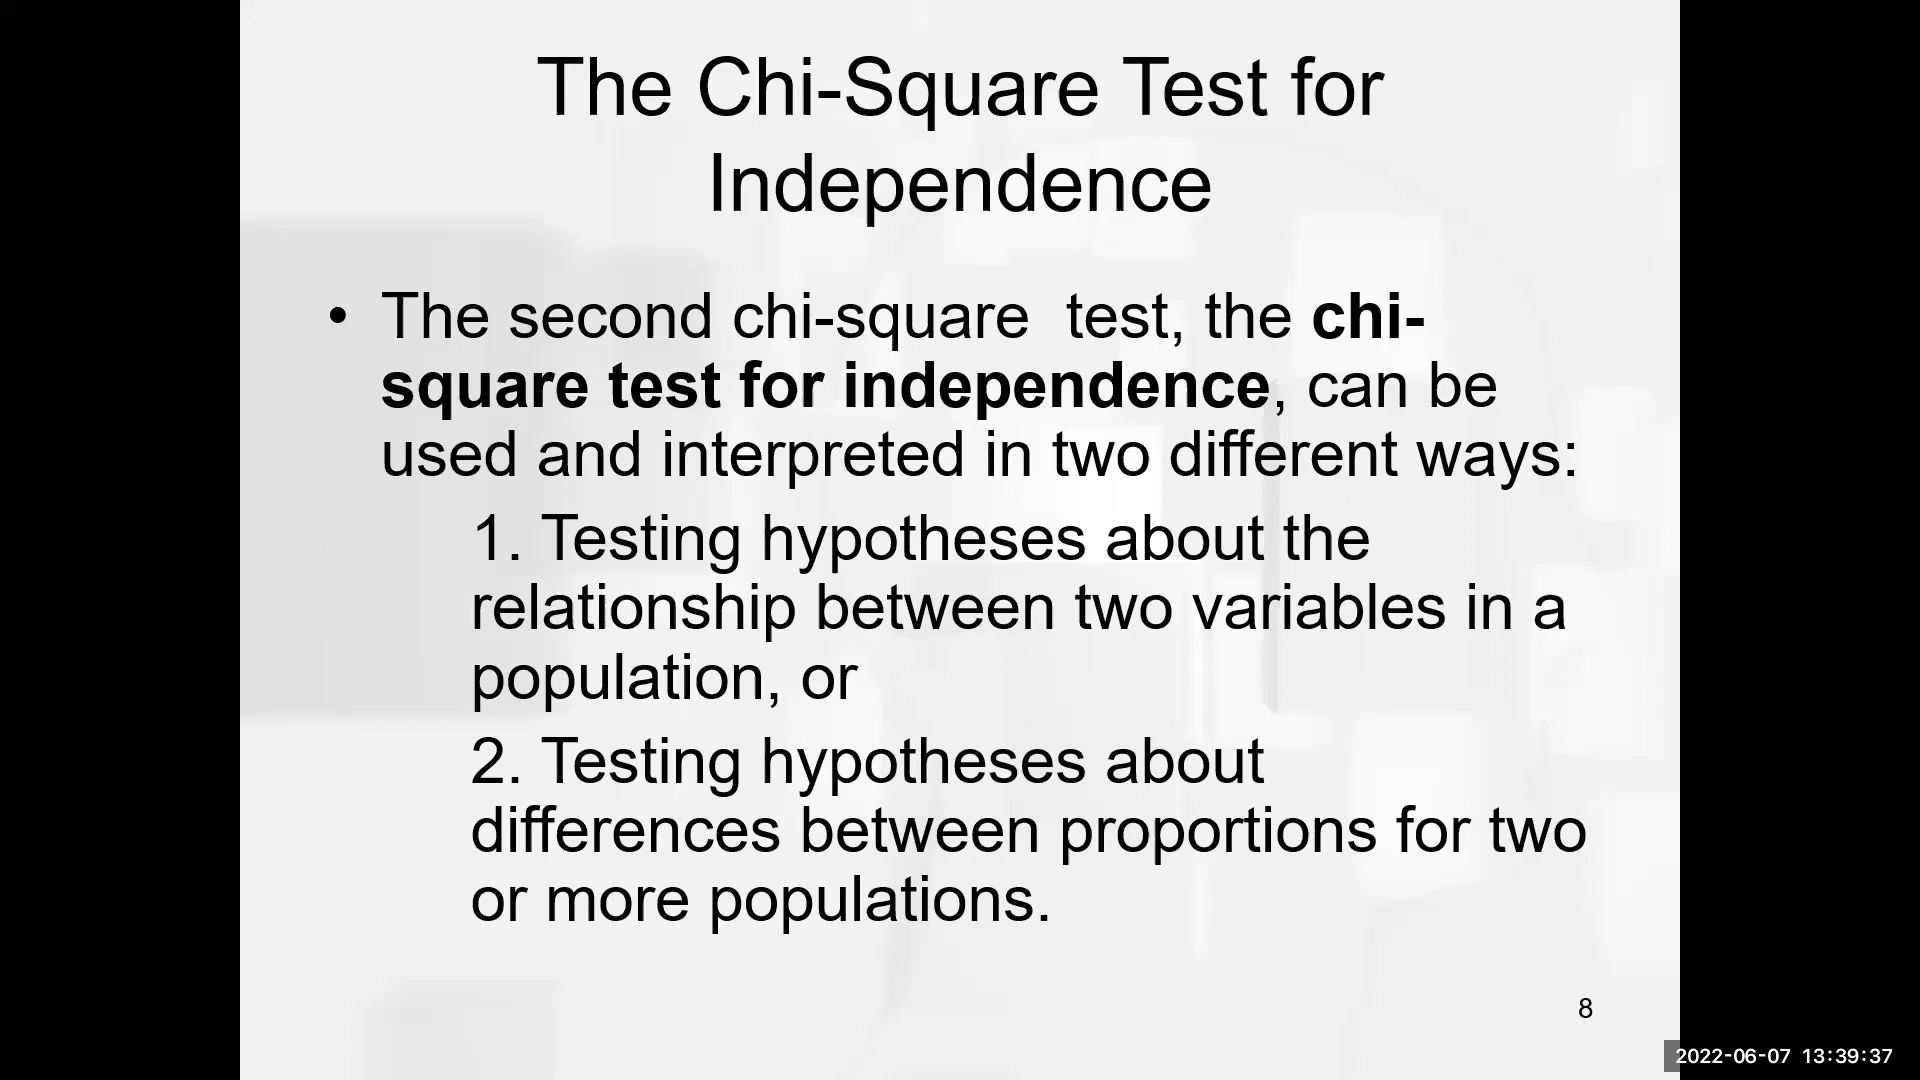 The Chi-Square Test for
Independence
• The second chi-square  test, the chi-
square test for independence, can be
used and interpreted in two different ways:
1. Testing hypotheses about the
relationship between two variables in a
population, or
2. Testing hypotheses about
differences between proportions for two
or more populations.
8
2022-06-07 13:39:37